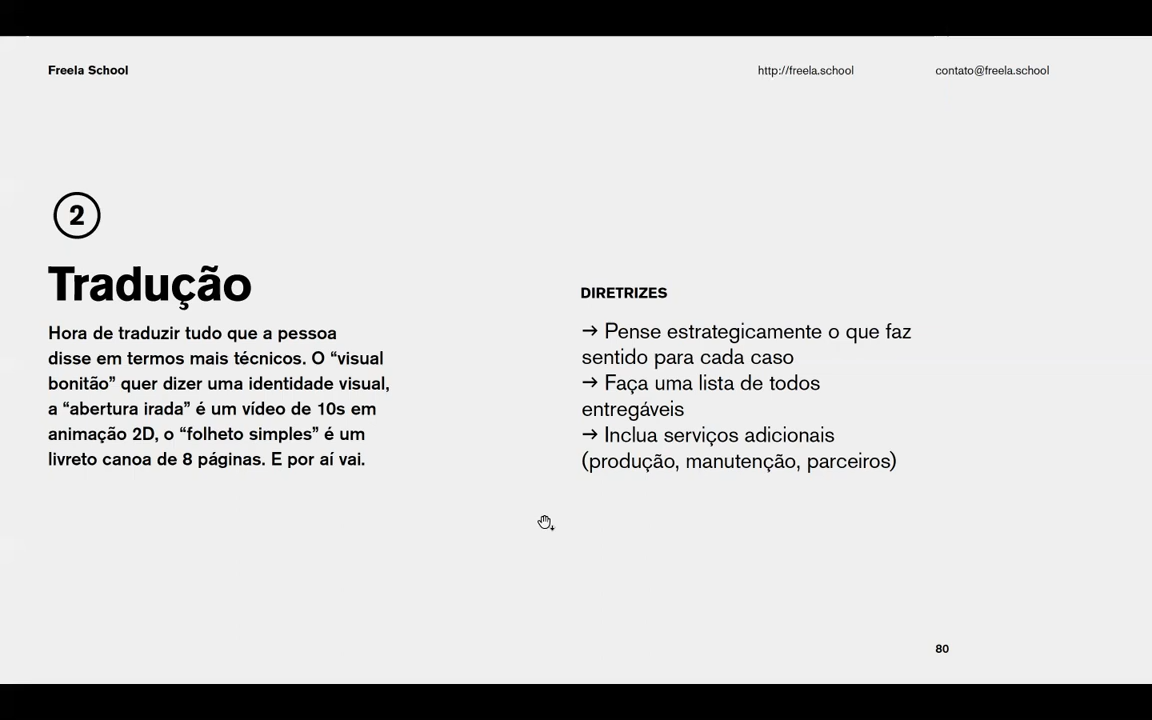 Freela School
http://freela.school
contato@freela.school
2
Tradução
Hora de traduzir tudo que a pessoa
disse em termos mais técnicos. O “visual
bonitão” quer dizer uma identidade visual,
a “abertura irada” é um vídeo de 10s em
animação 2D, o “folheto simples” é um
livreto canoa de 8 páginas. E por aí vai.
DIRETRIZES
→ Pense estrategicamente o que faz
sentido para cada caso
→ Faça uma lista de todos
entregáveis
→ Inclua serviços adicionais
(produção, manutenção, parceiros)
80